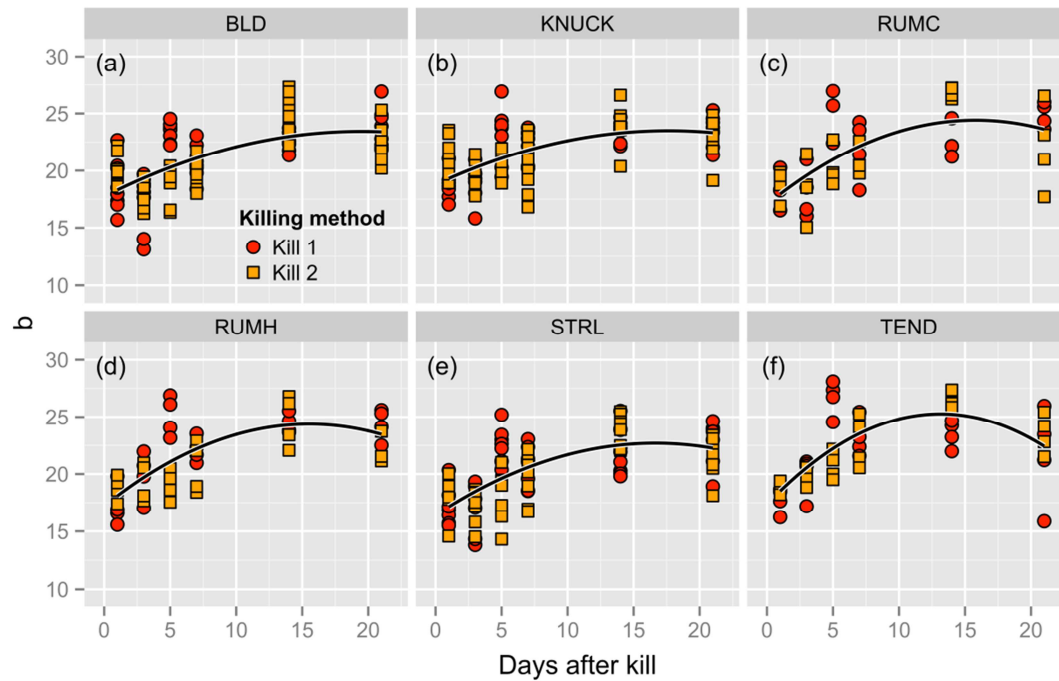 BLD KNUCK RUMC
30
25
20
15
10
(a) (b) (c)
Killing method
Kill 1
Kill 2
b
RUMH STRL TEND
30
25
20
15
10
(d) (e) (f)
0 5 10 15 20 0 5 10 15 20 0 5 10 15 20
Days after kill